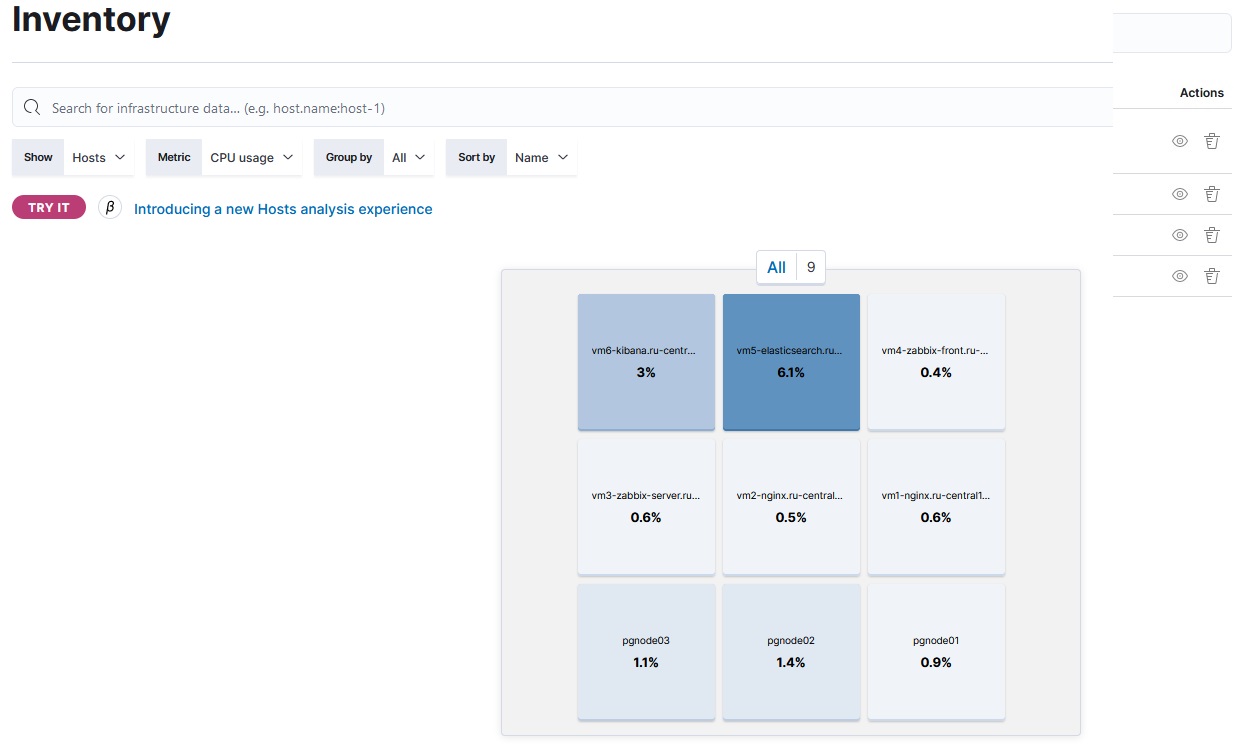 Inventory
Search for infrastructure data... (e.g. host.name:host-1)
Actions
Show Hosts Metric CPU usage Group by All Sort by Name
TRY IT β Introducing a new Hosts analysis experience
All 9
vm6-kibana.ru-centr... vm5-elasticsearch.ru... vm4-zabbix-front.ru-...
3% 6.1% 0.4%
vm3-zabbix-server.ru... vm2-nginx.ru-central... vm1-nginx.ru-central1...
0.6% 0.5% 0.6%
pgnode03 pgnode02 pgnode01
1.1% 1.4% 0.9%